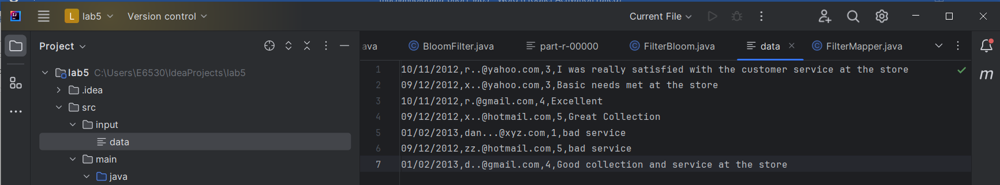 L lab5 Version control Current File
Project
ava BloomFilter.java part-r-00000 FilterBloom.java data FilterMapper.java
lab5 C:\Users\E6530\IdeaProjects\lab5
.idea
src
input
data
main
java
1 10/11/2012,r..@yahoo.com,3,I was really satisfied with the customer service at the store
2 09/12/2012,x..@yahoo.com,3,Basic needs met at the store
3 10/11/2012,r.@gmail.com,4,Excellent
4 09/12/2012,x..@hotmail.com,5,Great Collection
5 01/02/2013,dan...@xyz.com,1,bad service
6 09/12/2012,zz.@hotmail.com,5,bad service
7 01/02/2013,d..@gmail.com,4,Good collection and service at the store
m